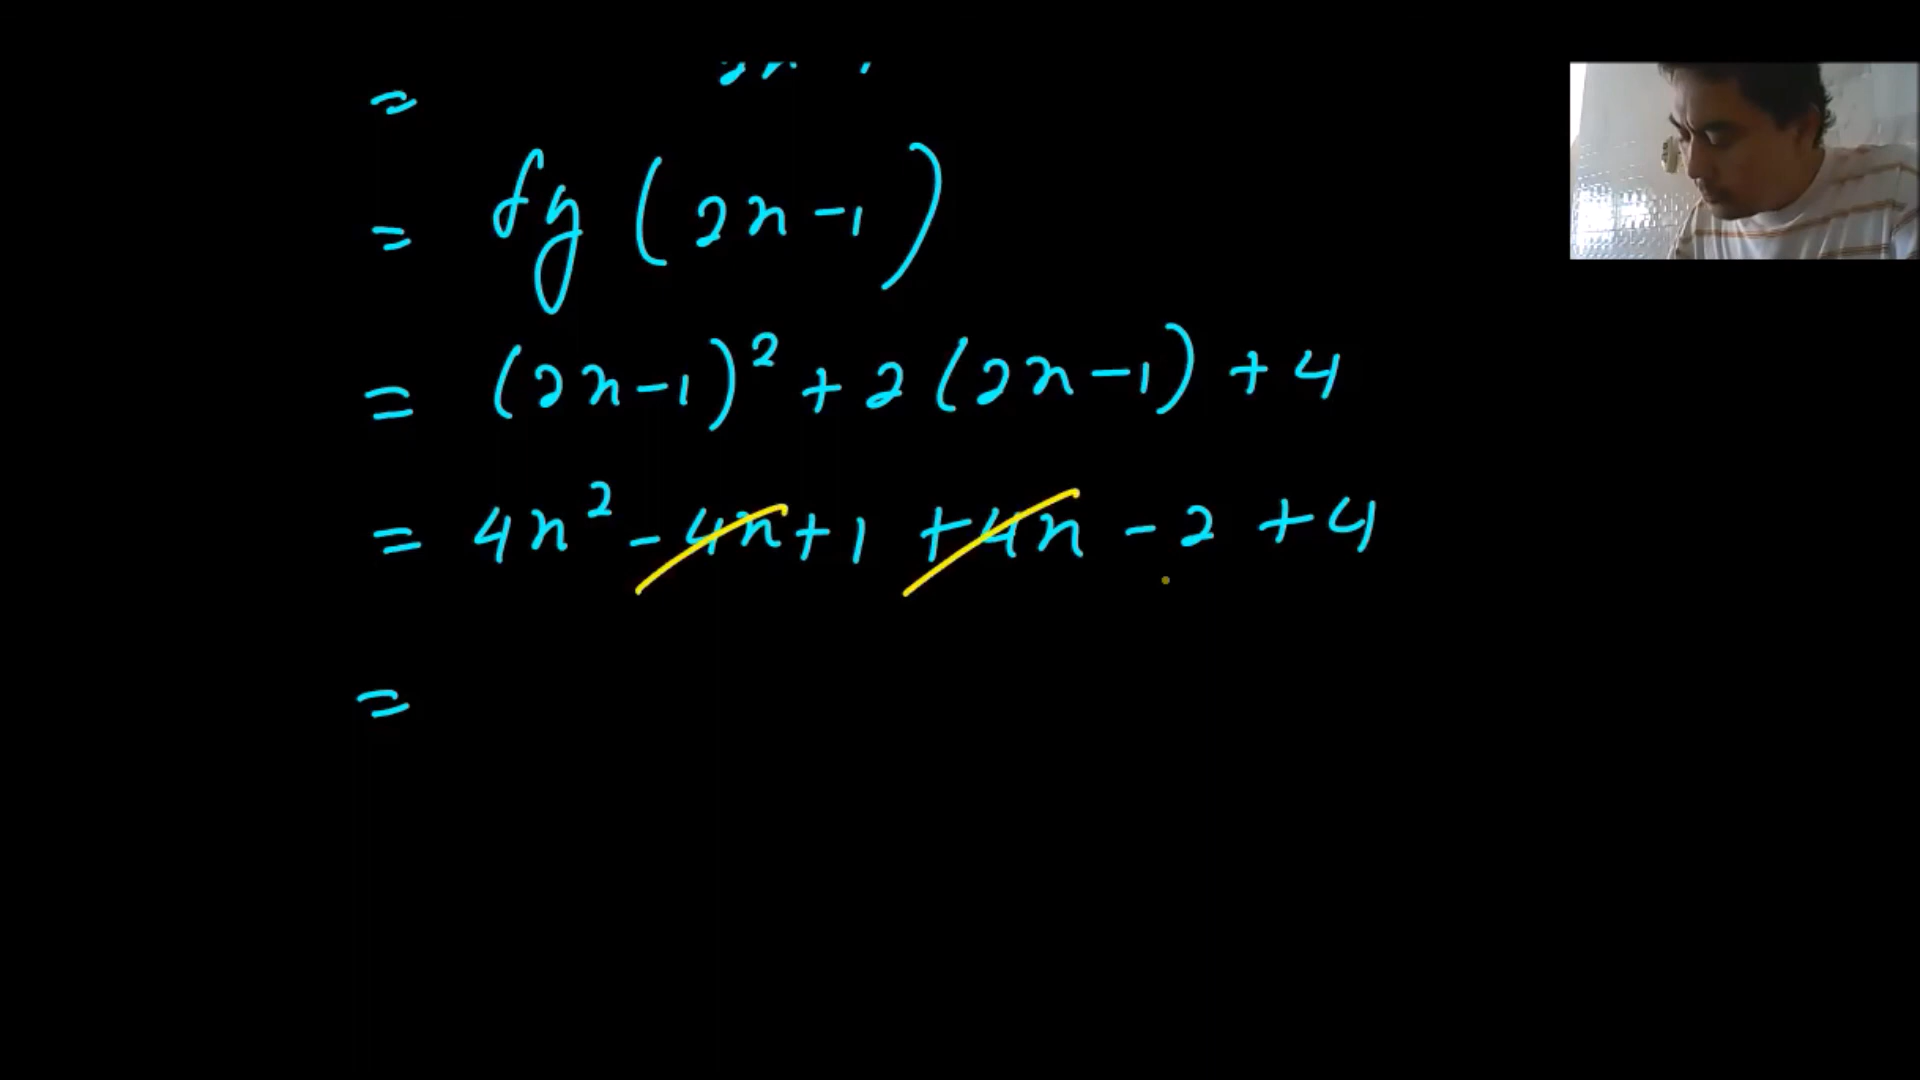 =
= fg (2x-1)
= (2x-1)² + 2(2x-1) + 4
= 4x² - 4x + 1 + 4x - 2 + 4
=